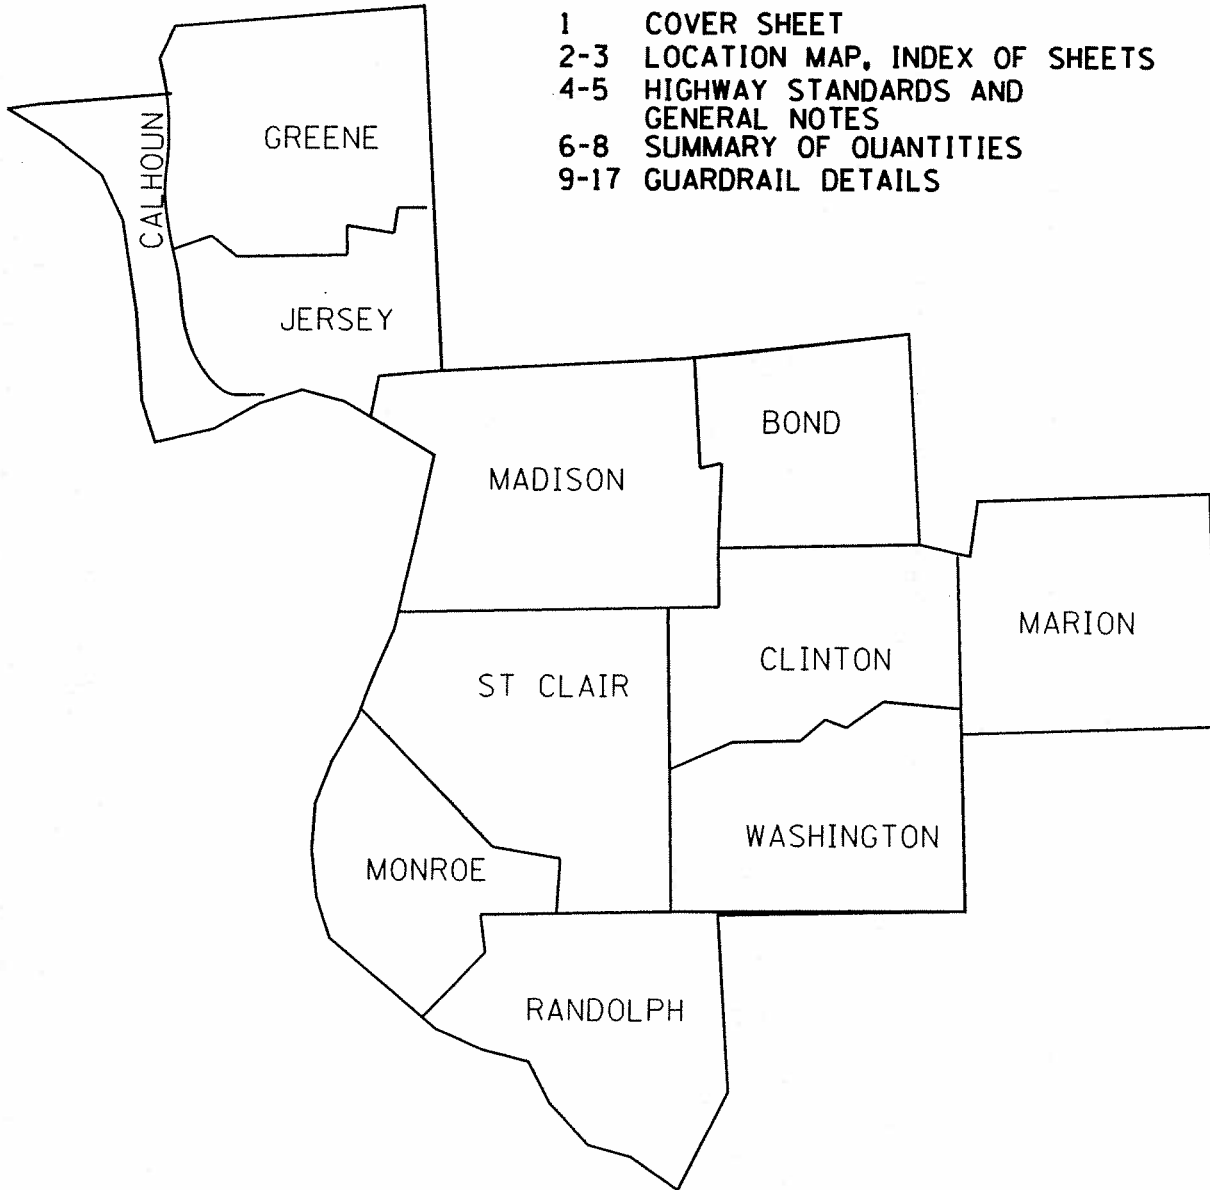 1 COVER SHEET
2-3 LOCATION MAP, INDEX OF SHEETS
4-5 HIGHWAY STANDARDS AND
GENERAL NOTES
6-8 SUMMARY OF QUANTITIES
9-17 GUARDRAIL DETAILS
CALHOUN
GREENE
JERSEY
MADISON
BOND
MARION
CLINTON
ST CLAIR
WASHINGTON
MONROE
RANDOLPH